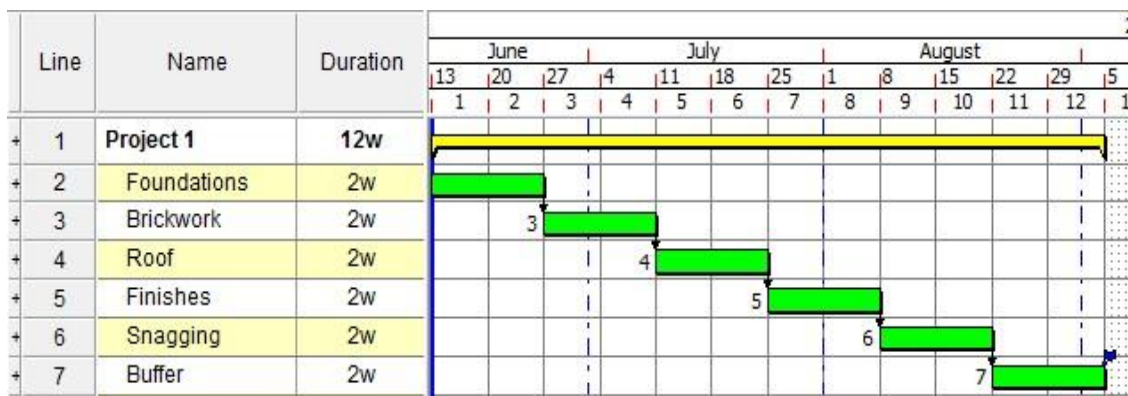 Line Name Duration
June July August
13 20 27 4 11 18 25 1 8 15 22 29 5
1 2 3 4 5 6 7 8 9 10 11 12 1
1 Project 1 12w
2 Foundations 2w
3 Brickwork 2w 3
4 Roof 2w 4
5 Finishes 2w 5
6 Snagging 2w 6
7 Buffer 2w 7